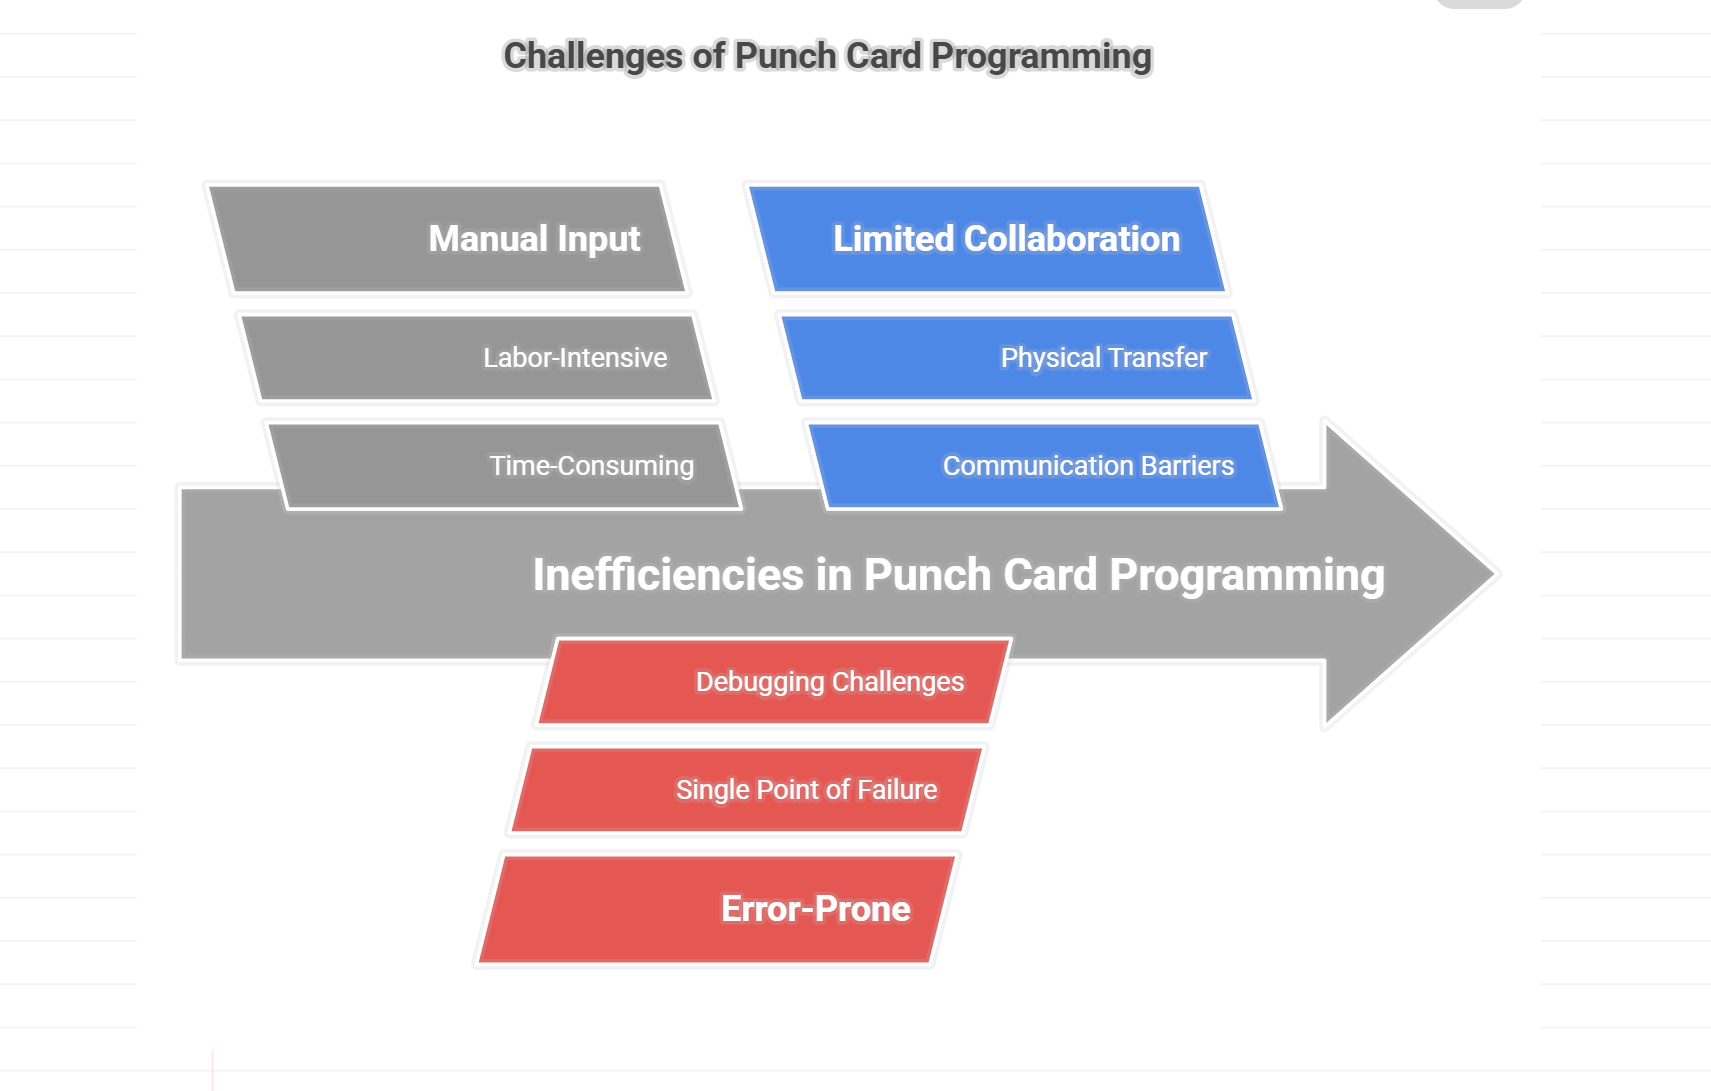 Challenges of Punch Card Programming
Manual Input
Labor-Intensive
Time-Consuming
Limited Collaboration
Physical Transfer
Communication Barriers
Inefficiencies in Punch Card Programming
Debugging Challenges
Single Point of Failure
Error-Prone